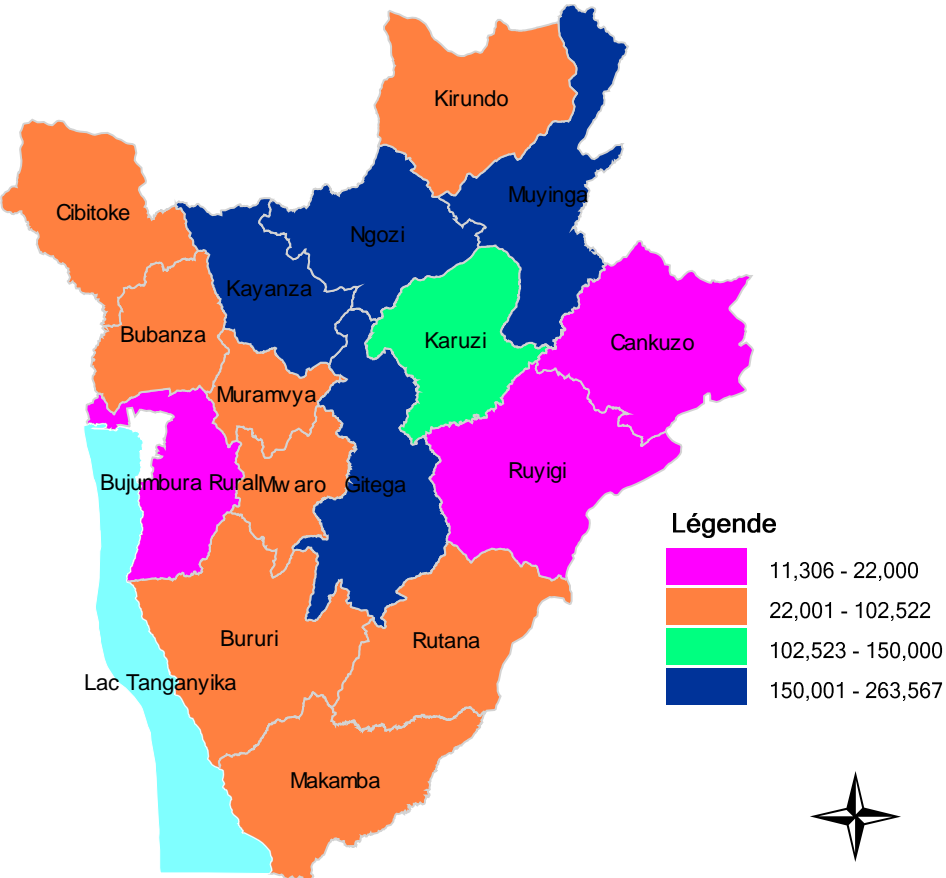 Kirundo
Muyinga
Cibitoke
Ngozi
Kayanza
Bubanza
Karuzi
Cankuzo
Muramvya
Ruyigi
Bujumbura Rural
Mwaro
Gitega
Légende
11,306 - 22,000
22,001 - 102,522
102,523 - 150,000
150,001 - 263,567
Bururi
Rutana
Lac Tanganyika
Makamba